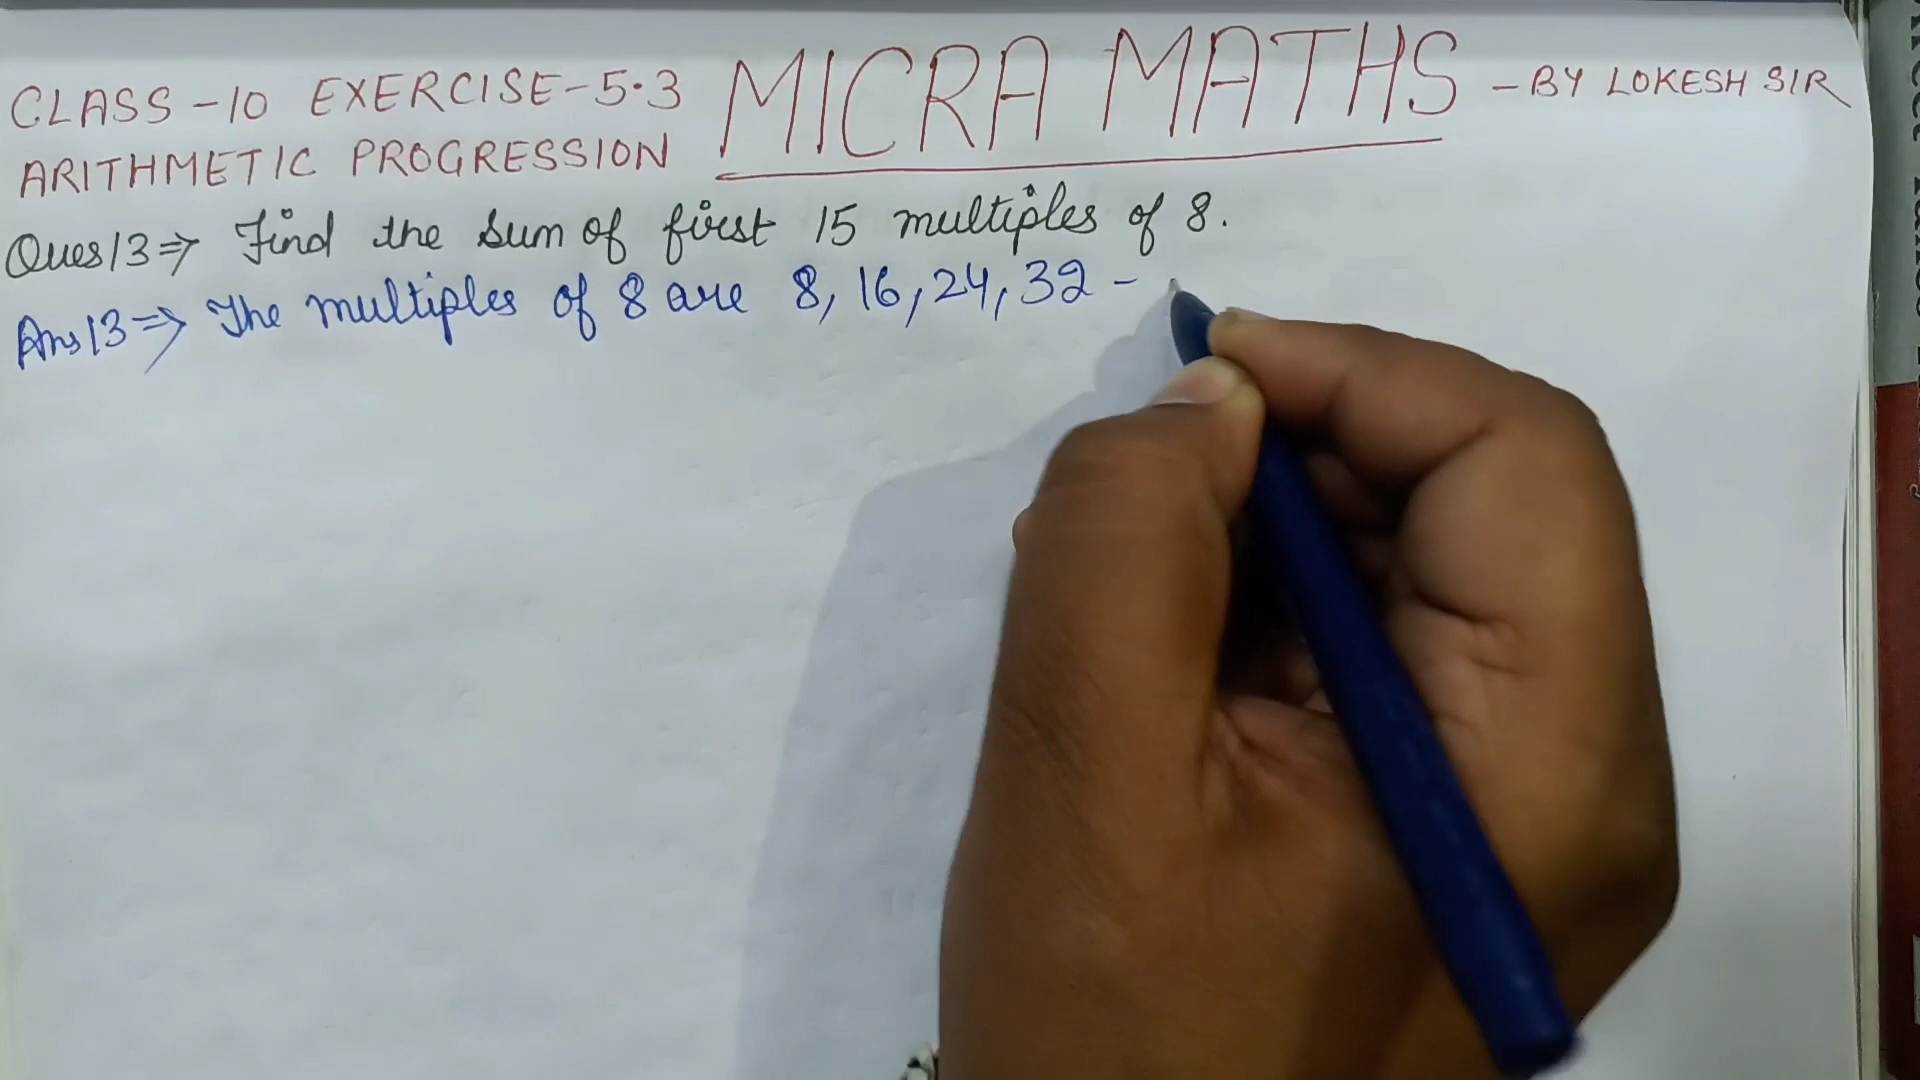 CLASS-10 EXERCISE-5.3 MICRA MATHS -BY LOKESH SIR
ARITHMETIC PROGRESSION
Ques13⇒ Find the sum of first 15 multiples of 8.
Ans13⇒ The multiples of 8 are 8, 16, 24, 32 -